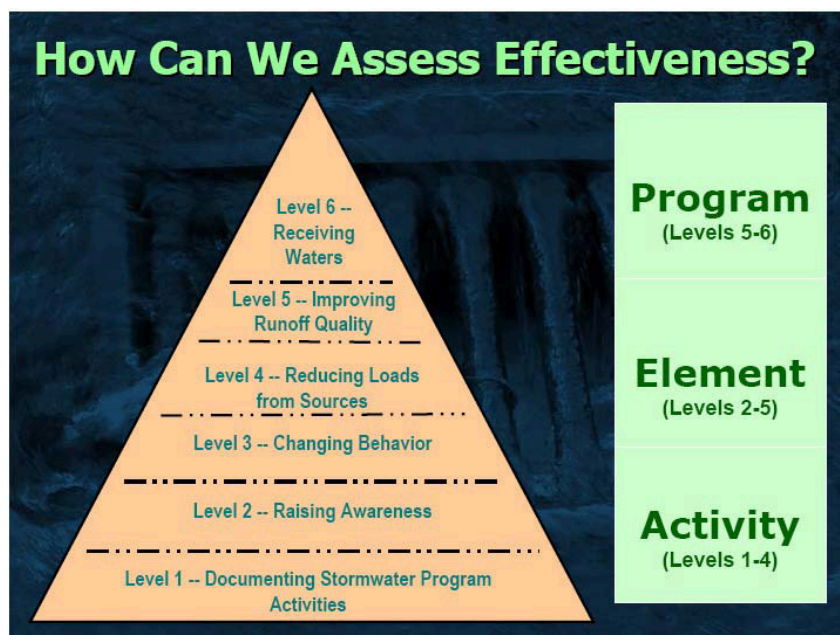 How Can We Assess Effectiveness?
Level 6 --
Receiving
Waters
Level 5 -- Improving
Runoff Quality
Level 4 -- Reducing Loads
from Sources
Level 3 -- Changing Behavior
Level 2 -- Raising Awareness
Level 1 -- Documenting Stormwater Program
Activities
Program
(Levels 5-6)
Element
(Levels 2-5)
Activity
(Levels 1-4)